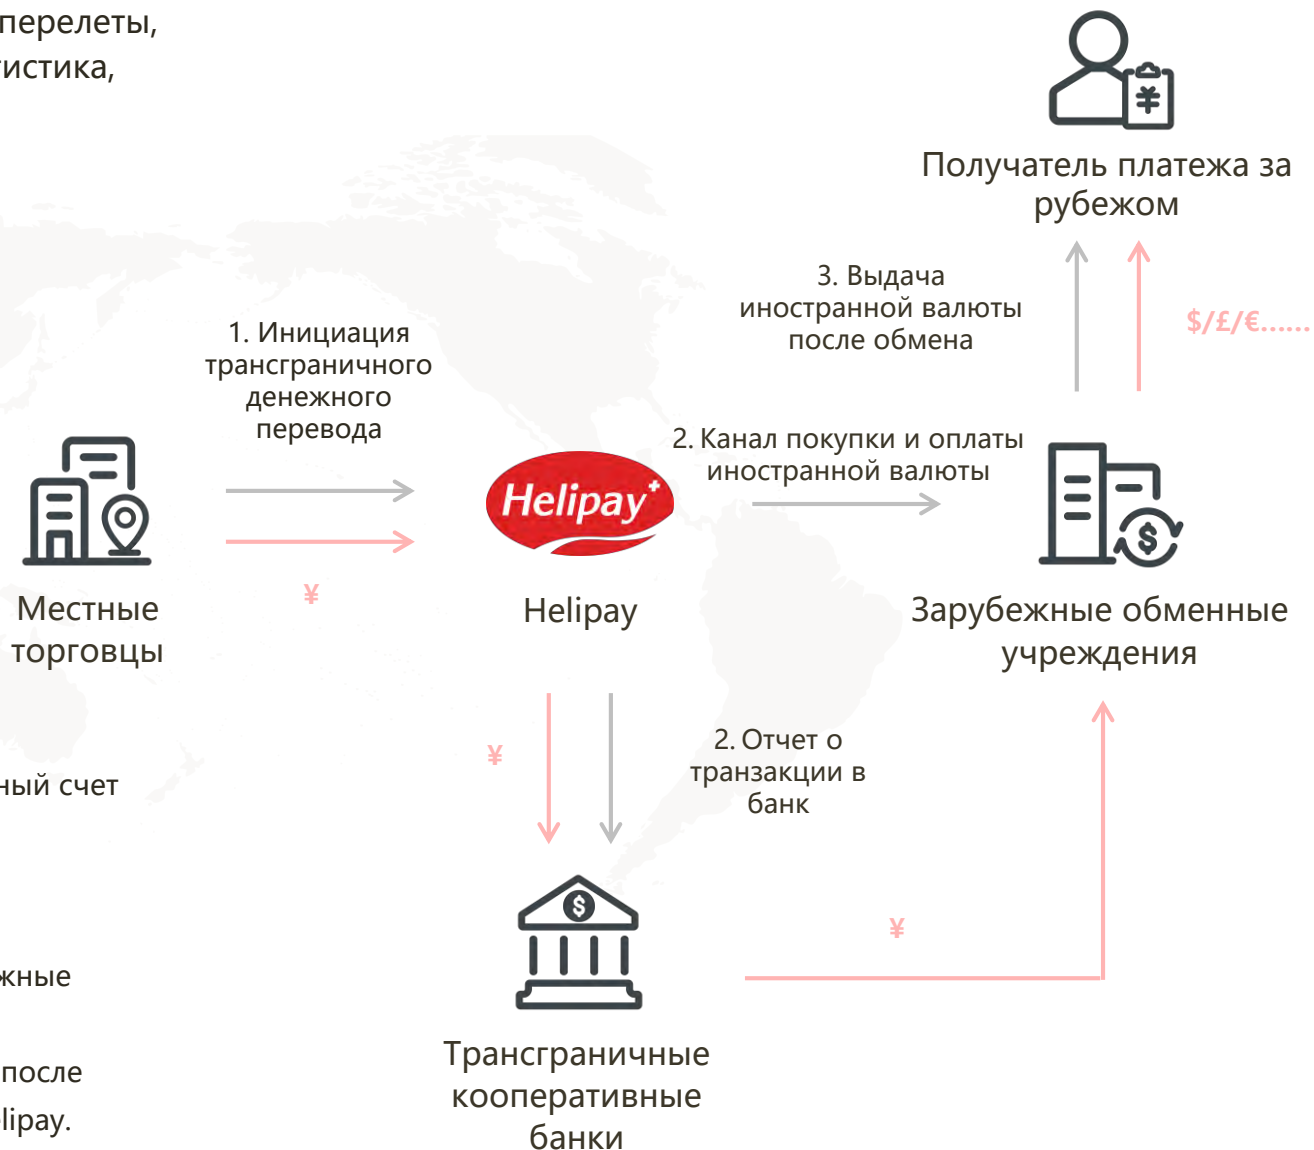 перелеты,
тистика,
Получатель платежа за
рубежом
3. Выдача
иностранной валюты
после обмена
$/£/€......
1. Инициация
трансграничного
денежного
перевода
2. Канал покупки и оплаты
иностранной валюты
Helipay+
¥
Местные
торговцы
Helipay
Зарубежные обменные
учреждения
¥
2. Отчет о
транзакции в
банк
ный счет
¥
жные
после
lipay.
Трансграничные
кооперативные
банки